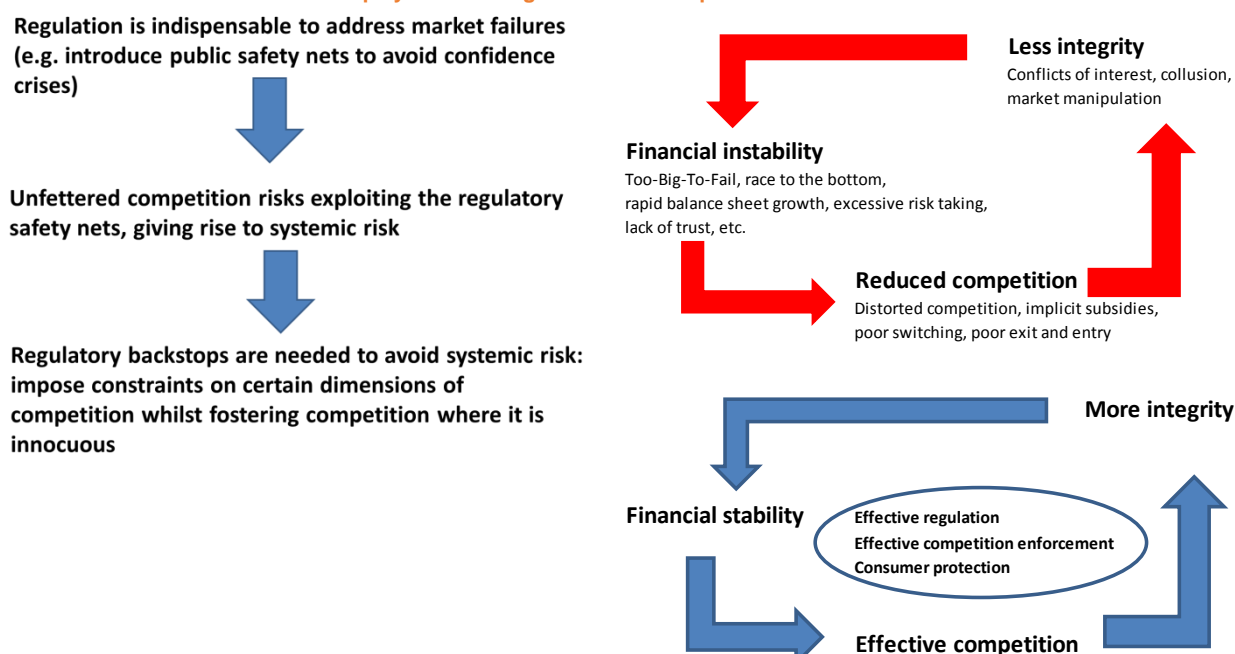 Regulation is indispensable to address market failures
(e.g. introduce public safety nets to avoid confidence
crises)
Unfettered competition risks exploiting the regulatory
safety nets, giving rise to systemic risk
Regulatory backstops are needed to avoid systemic risk:
impose constraints on certain dimensions of
competition whilst fostering competition where it is
innocuous
Less integrity
Conflicts of interest, collusion,
market manipulation
Financial instability
Too-Big-To-Fail, race to the bottom,
rapid balance sheet growth, excessive risk taking,
lack of trust, etc.
Reduced competition
Distorted competition, implicit subsidies,
poor switching, poor exit and entry
More integrity
Financial stability
Effective regulation
Effective competition enforcement
Consumer protection
Effective competition